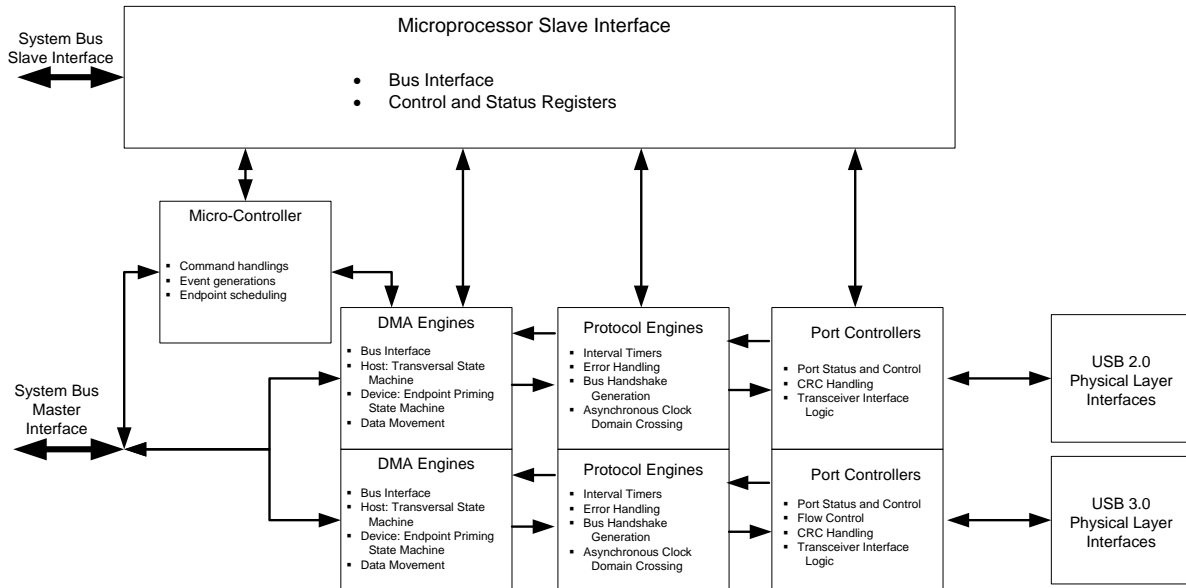 System Bus
Slave Interface
Microprocessor Slave Interface
• Bus Interface
• Control and Status Registers
Micro-Controller
▪ Command handlings
▪ Event generations
▪ Endpoint scheduling
System Bus
Master
Interface
DMA Engines
▪ Bus Interface
▪ Host: Transversal State
Machine
▪ Device: Endpoint Priming
State Machine
▪ Data Movement
Protocol Engines
▪ Interval Timers
▪ Error Handling
▪ Bus Handshake
Generation
▪ Asynchronous Clock
Domain Crossing
Port Controllers
▪ Port Status and Control
▪ CRC Handling
▪ Transceiver Interface
Logic
USB 2.0
Physical Layer
Interfaces
DMA Engines
▪ Bus Interface
▪ Host: Transversal State
Machine
▪ Device: Endpoint Priming
State Machine
▪ Data Movement
Protocol Engines
▪ Interval Timers
▪ Error Handling
▪ Bus Handshake
Generation
▪ Asynchronous Clock
Domain Crossing
Port Controllers
▪ Port Status and Control
▪ Flow Control
▪ CRC Handling
▪ Transceiver Interface
Logic
USB 3.0
Physical Layer
Interfaces